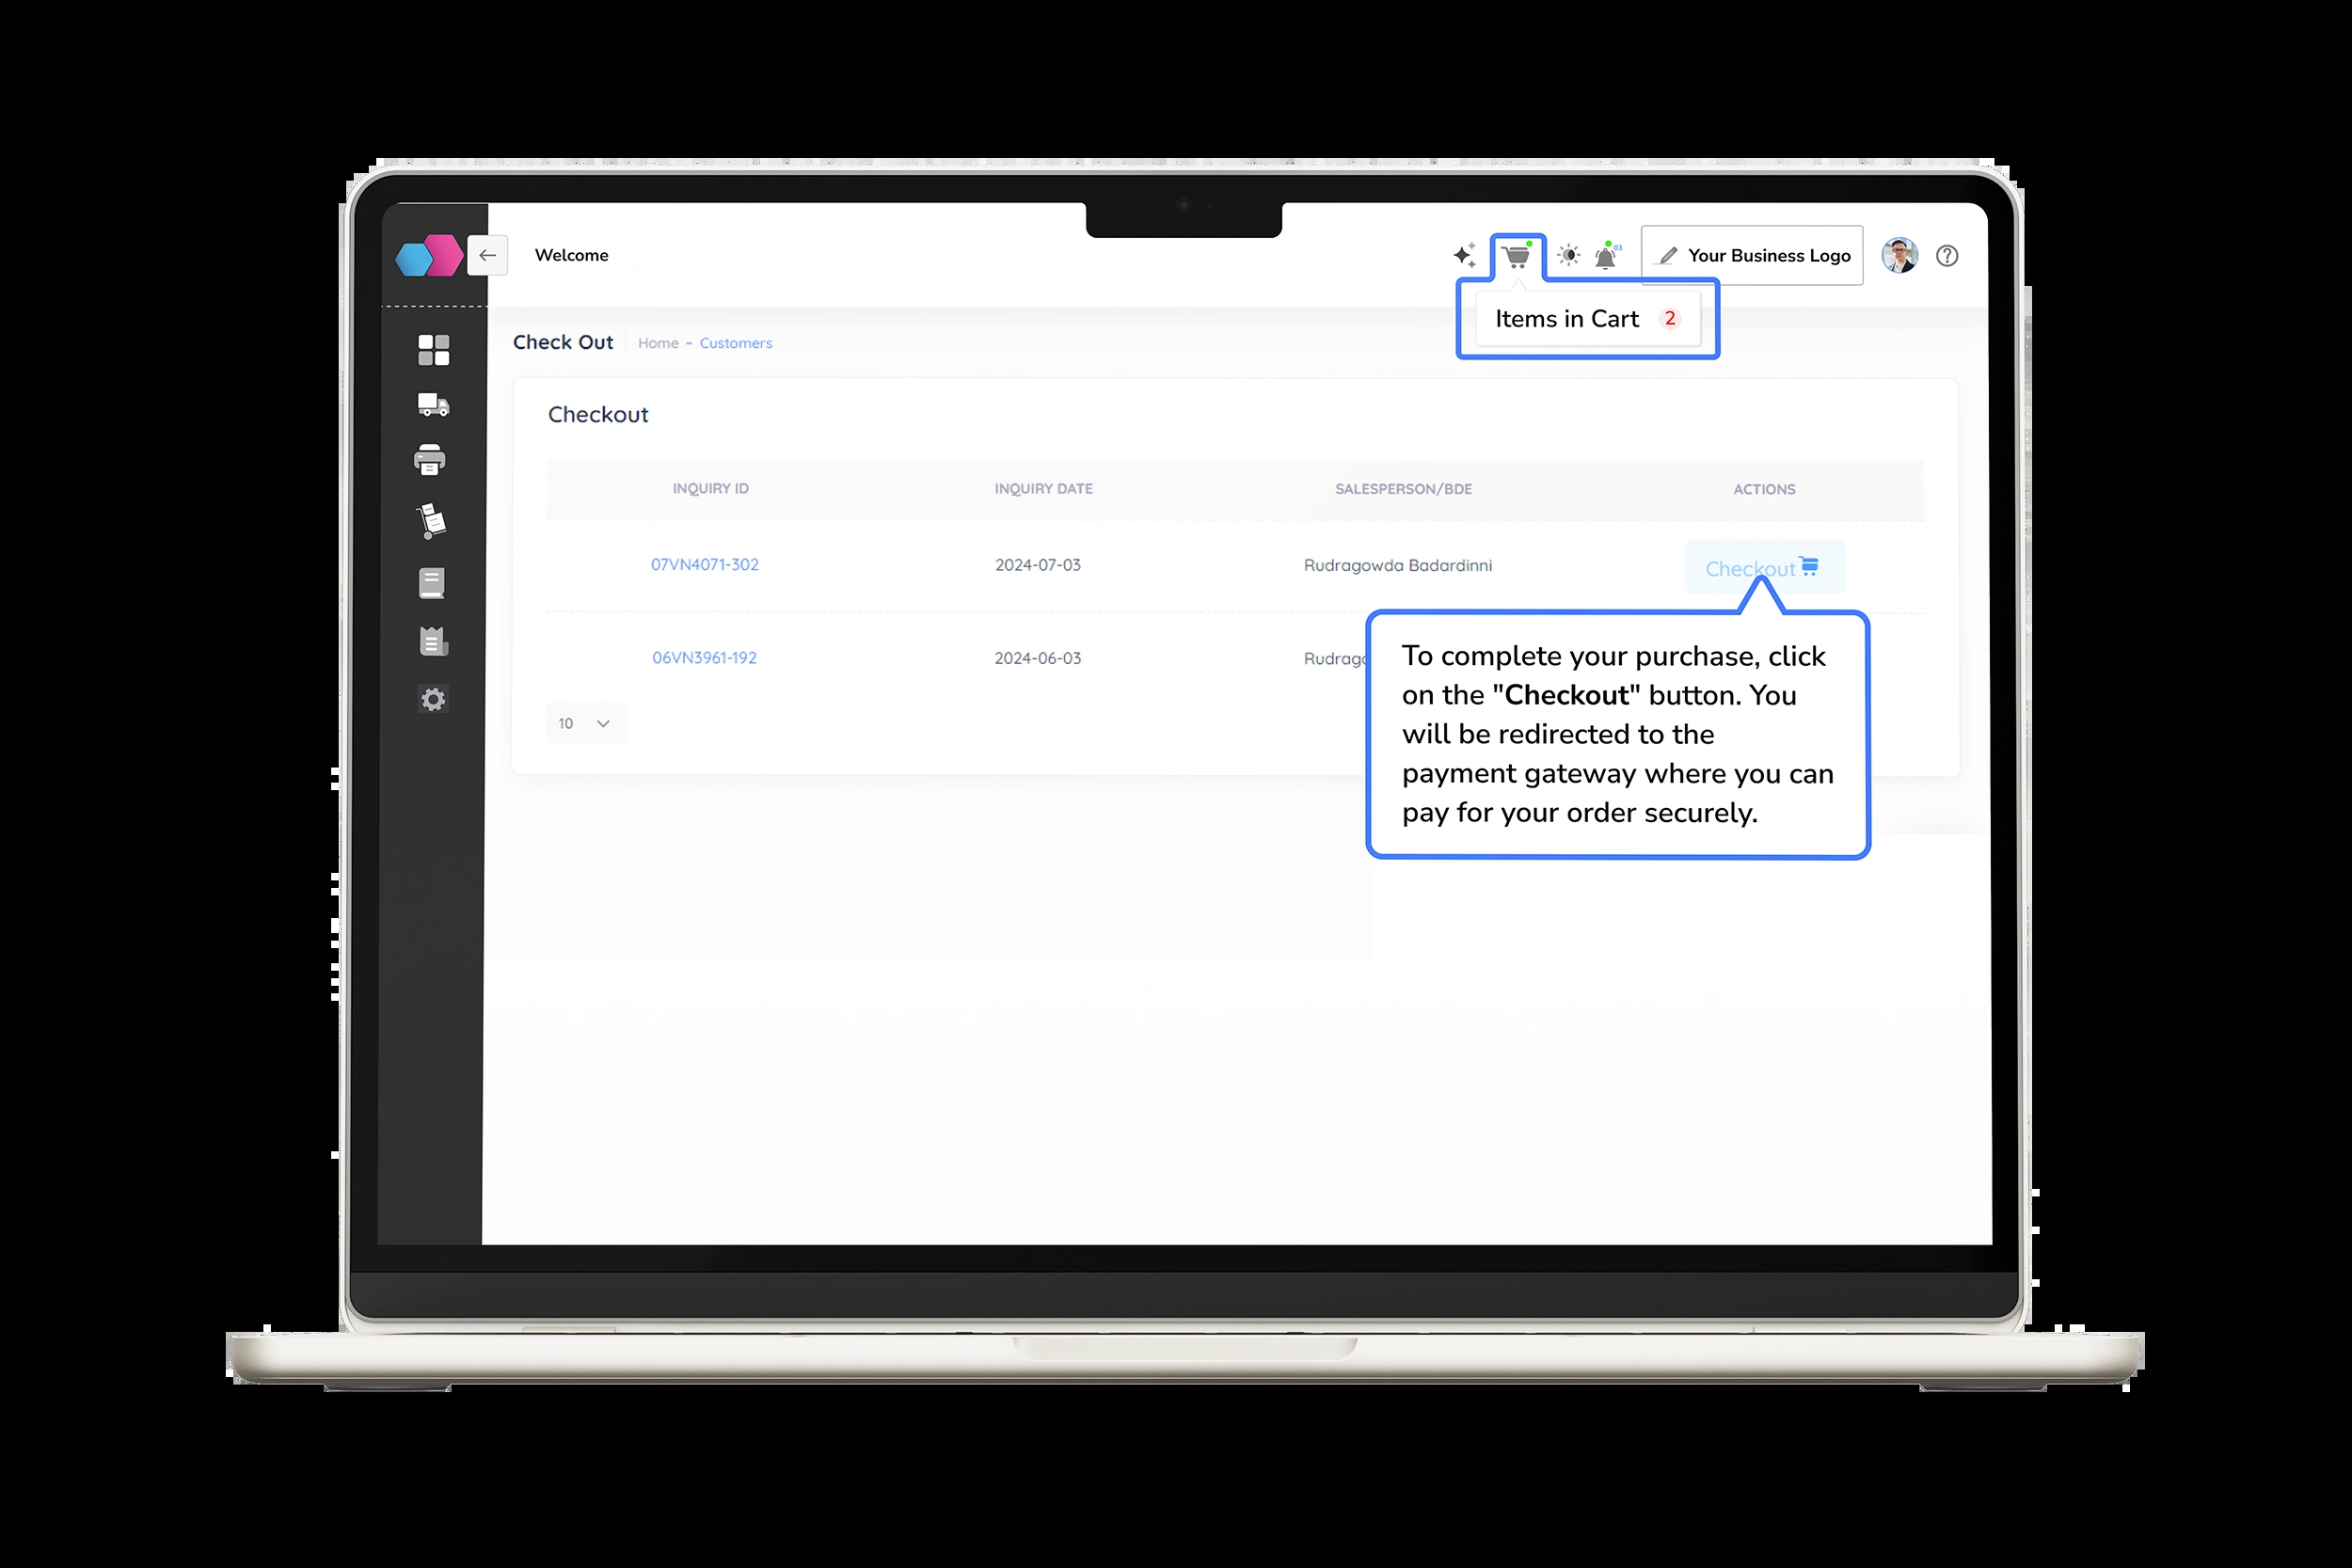 Welcome
03
Your Business Logo
Items in Cart 2
Check Out Home - Customers
Checkout
INQUIRY ID INQUIRY DATE SALESPERSON/BDE ACTIONS
07VN4071-302 2024-07-03 Rudragowda Badardinni Checkout
06VN3961-192 2024-06-03
10
To complete your purchase, click
on the "Checkout" button. You
will be redirected to the
payment gateway where you can
pay for your order securely.